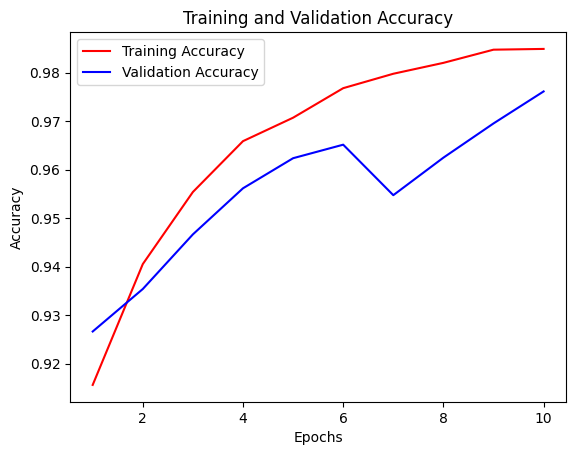 Training and Validation Accuracy
Training Accuracy
Validation Accuracy
0.98
0.97
0.96
0.95
0.94
0.93
0.92
Accuracy
2 4 6 8 10
Epochs